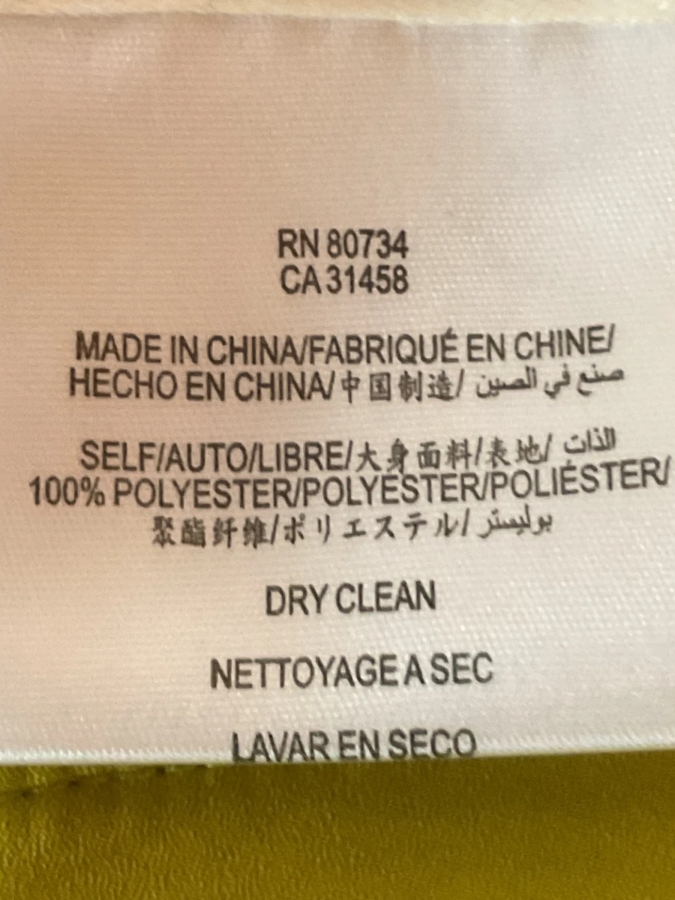 RN 80734
CA 31458
MADE IN CHINA/FABRIQUÉ EN CHINE/
HECHO EN CHINA/中国制造/ صنع في الصين
SELF/AUTO/LIBRE/大身面料/表地/ الذات
100% POLYESTER/POLYESTER/POLIÉSTER/
聚酯纤维/ポリエステル/ بوليستر
DRY CLEAN
NETTOYAGE A SEC
LAVAR EN SECO